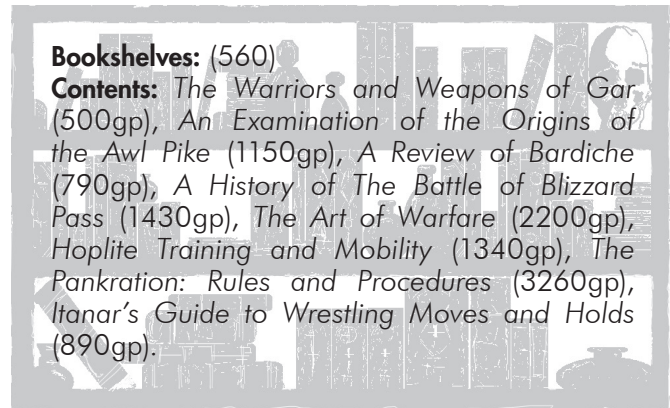 Bookshelves: (560)
Contents: The Warriors and Weapons of Gar
(500gp), An Examination of the Origins of
the Awl Pike (1150gp), A Review of Bardiche
(790gp), A History of The Battle of Blizzard
Pass (1430gp), The Art of Warfare (2200gp),
Hoplite Training and Mobility (1340gp), The
Pankration: Rules and Procedures (3260gp),
Itanar’s Guide to Wrestling Moves and Holds
(890gp).